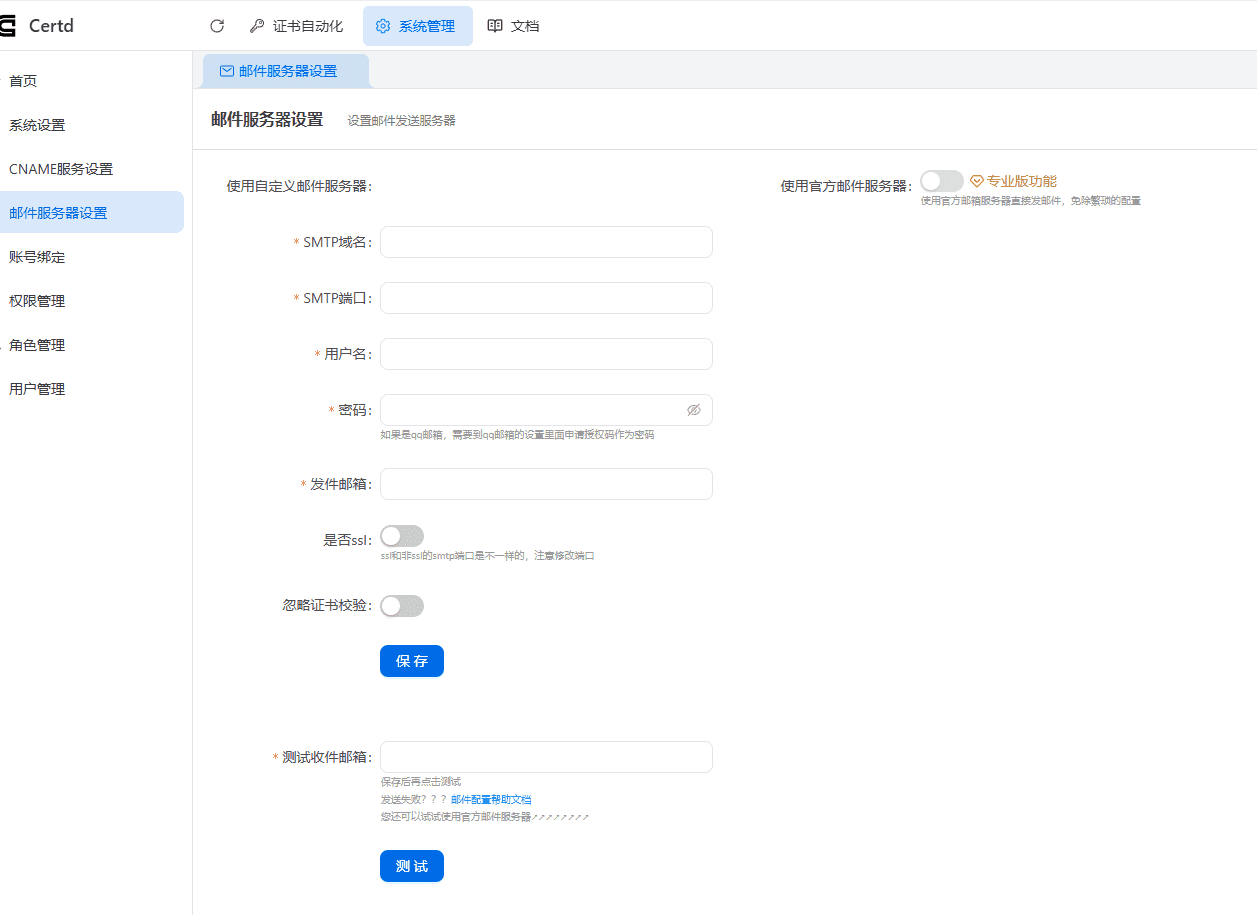 Certd
证书自动化
系统管理
文档
首页
系统设置
CNAME服务设置
邮件服务器设置
账号绑定
权限管理
角色管理
用户管理
邮件服务器设置
邮件服务器设置
设置邮件发送服务器
使用自定义邮件服务器:
* SMTP域名:
* SMTP端口:
* 用户名:
* 密码:
如果是qq邮箱，需要到qq邮箱的设置里面申请授权码作为密码
* 发件邮箱:
是否ssl:
ssl和非ssl的smtp端口是不一样的，注意修改端口
忽略证书校验:
保 存
* 测试收件邮箱:
保存后再点击测试
发送失败？？？ 邮件配置帮助文档
您还可以试试使用官方邮件服务器↗↗↗↗↗↗↗↗
测 试
使用官方邮件服务器:
专业版功能
使用官方邮箱服务器直接发邮件，免除繁琐的配置